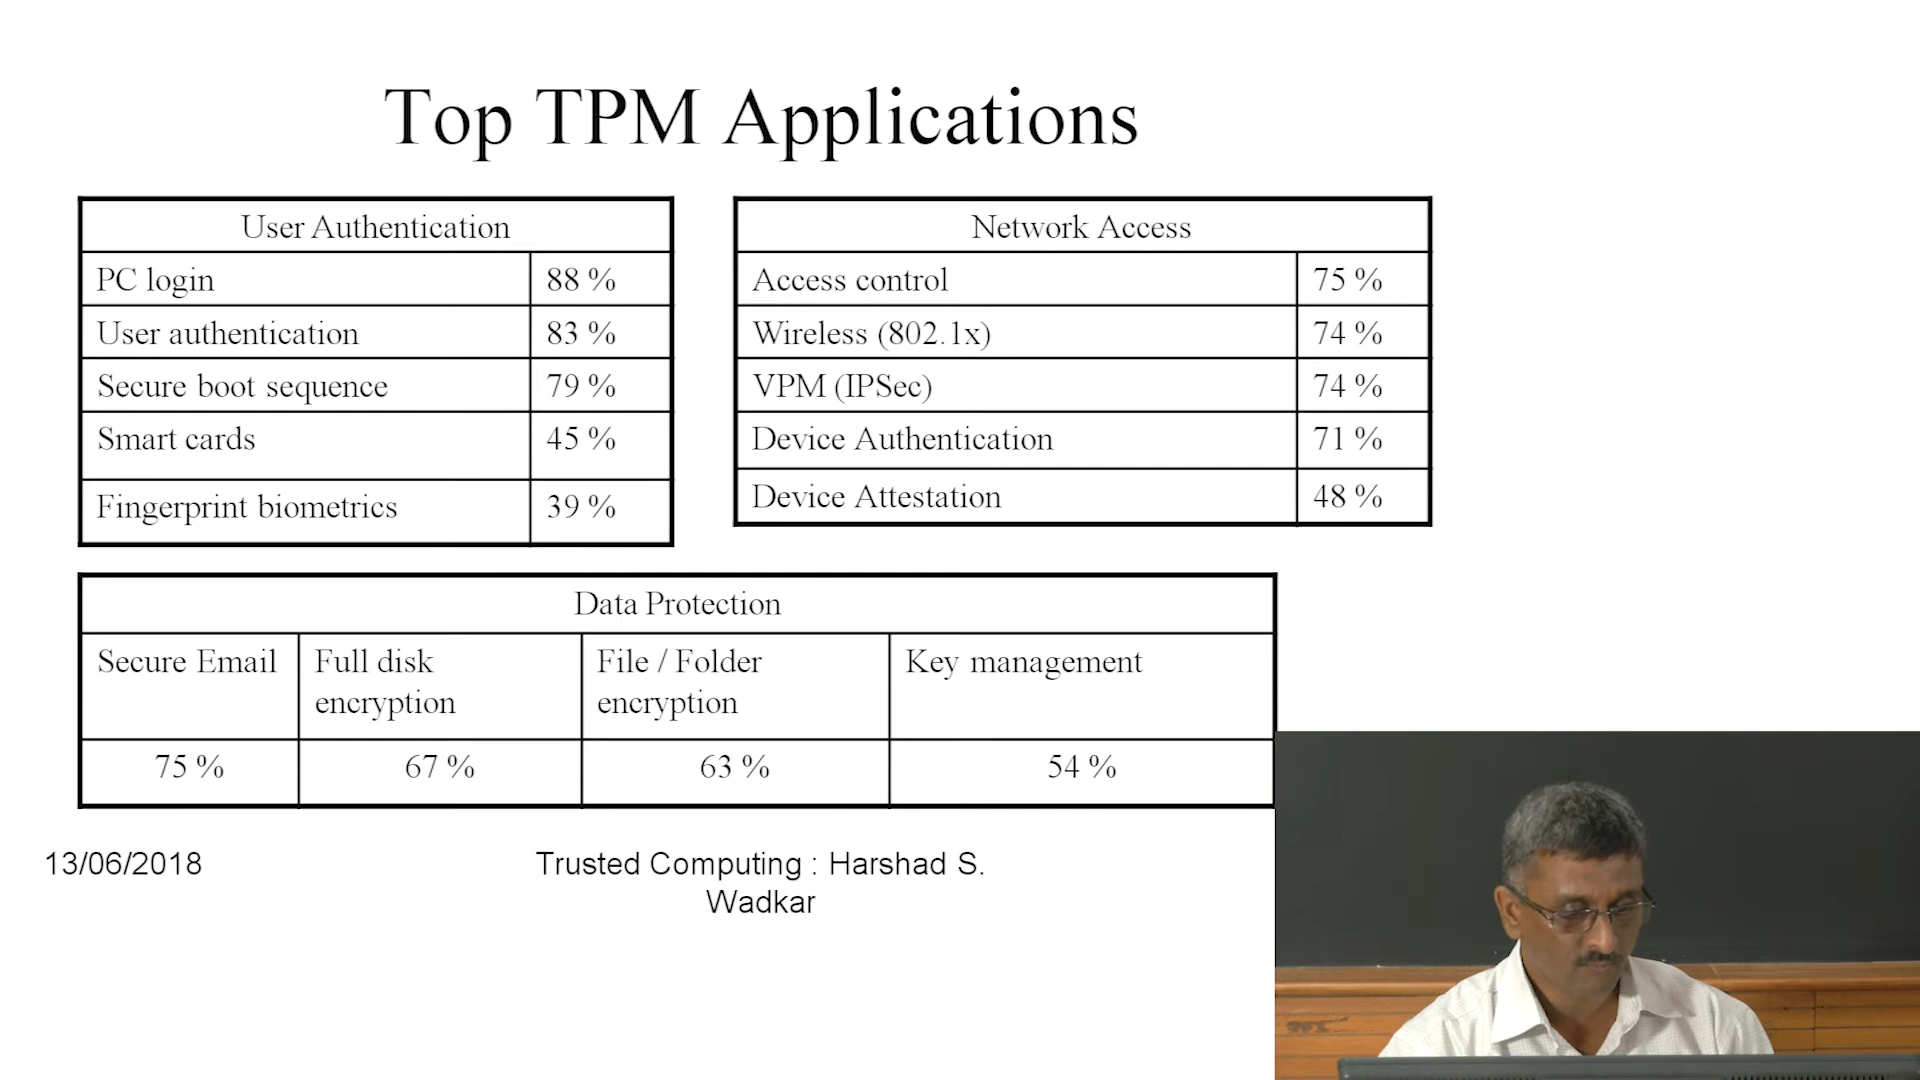 Top TPM Applications
User Authentication
PC login 88 %
User authentication 83 %
Secure boot sequence 79 %
Smart cards 45 %
Fingerprint biometrics 39 %
Network Access
Access control 75 %
Wireless (802.1x) 74 %
VPM (IPSec) 74 %
Device Authentication 71 %
Device Attestation 48 %
Data Protection
Secure Email Full disk encryption File / Folder encryption Key management
75 % 67 % 63 % 54 %
13/06/2018
Trusted Computing : Harshad S.
Wadkar